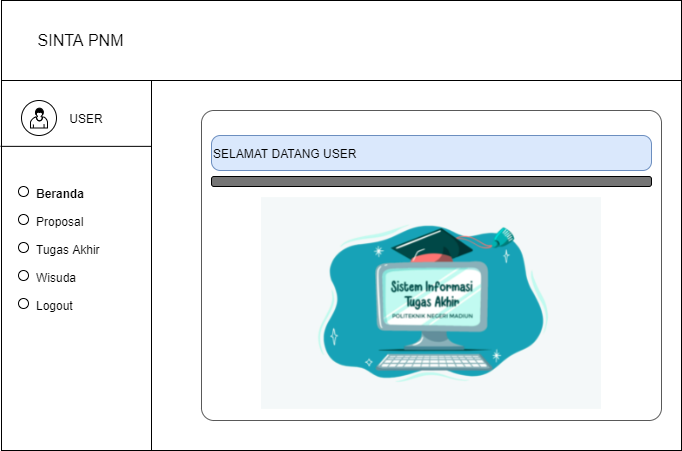 SINTA PNM
USER
Beranda
Proposal
Tugas Akhir
Wisuda
Logout
SELAMAT DATANG USER
Sistem Informasi
Tugas Akhir
POLITEKNIK NEGERI MADIUN